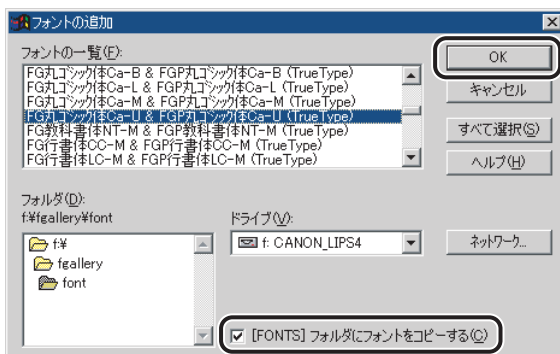 フォントの追加
フォントの一覧(F):
FG丸ゴシック体Ca-B & FGP丸ゴシック体Ca-B (TrueType)
FG丸ゴシック体Ca-L & FGP丸ゴシック体Ca-L (TrueType)
FG丸ゴシック体Ca-M & FGP丸ゴシック体Ca-M (TrueType)
FG丸ゴシック体Ca-U & FGP丸ゴシック体Ca-U (TrueType)
FG教科書体NT-M & FGP教科書体NT-M (TrueType)
FG行書体CC-M & FGP行書体CC-M (TrueType)
FG行書体LC-M & FGP行書体LC-M (TrueType)
OK
キャンセル
すべて選択(S)
ヘルプ(H)
フォルダ(D):
f:¥fgallery¥font
f:¥
fgallery
font
ドライブ(V):
f: CANON_LIPS4
ネットワーク...
[FONTS] フォルダにフォントをコピーする(C)